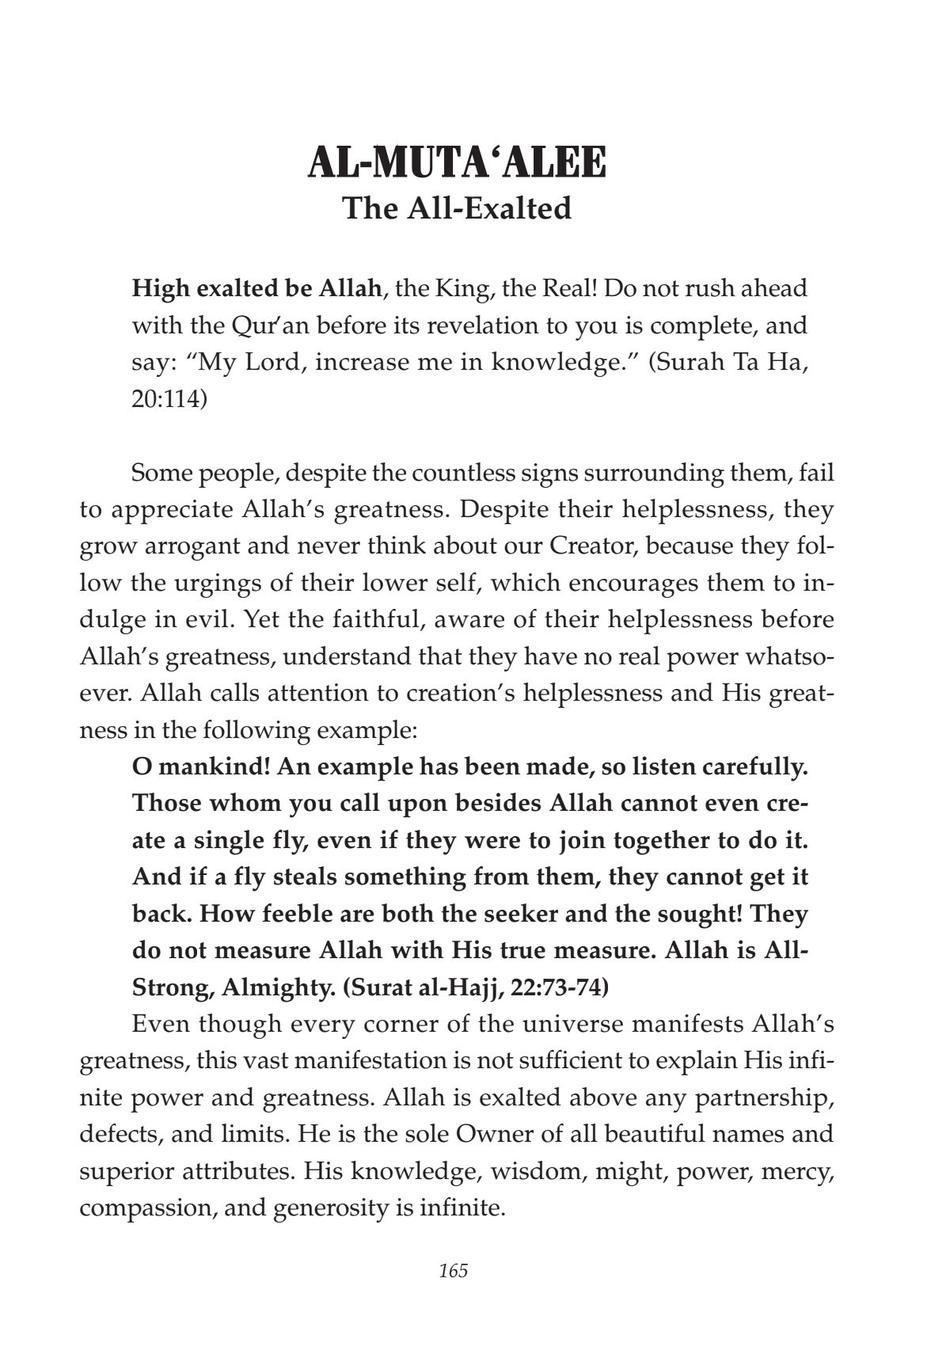 AL-MUTA‘ALEE
The All-Exalted
High exalted be Allah, the King, the Real! Do not rush ahead
with the Qur’an before its revelation to you is complete, and
say: “My Lord, increase me in knowledge.” (Surah Ta Ha,
20:114)
Some people, despite the countless signs surrounding them, fail
to appreciate Allah’s greatness. Despite their helplessness, they
grow arrogant and never think about our Creator, because they fol-
low the urgings of their lower self, which encourages them to in-
dulge in evil. Yet the faithful, aware of their helplessness before
Allah’s greatness, understand that they have no real power whatso-
ever. Allah calls attention to creation’s helplessness and His great-
ness in the following example:
O mankind! An example has been made, so listen carefully.
Those whom you call upon besides Allah cannot even cre-
ate a single fly, even if they were to join together to do it.
And if a fly steals something from them, they cannot get it
back. How feeble are both the seeker and the sought! They
do not measure Allah with His true measure. Allah is All-
Strong, Almighty. (Surat al-Hajj, 22:73-74)
Even though every corner of the universe manifests Allah’s
greatness, this vast manifestation is not sufficient to explain His infi-
nite power and greatness. Allah is exalted above any partnership,
defects, and limits. He is the sole Owner of all beautiful names and
superior attributes. His knowledge, wisdom, might, power, mercy,
compassion, and generosity is infinite.
165